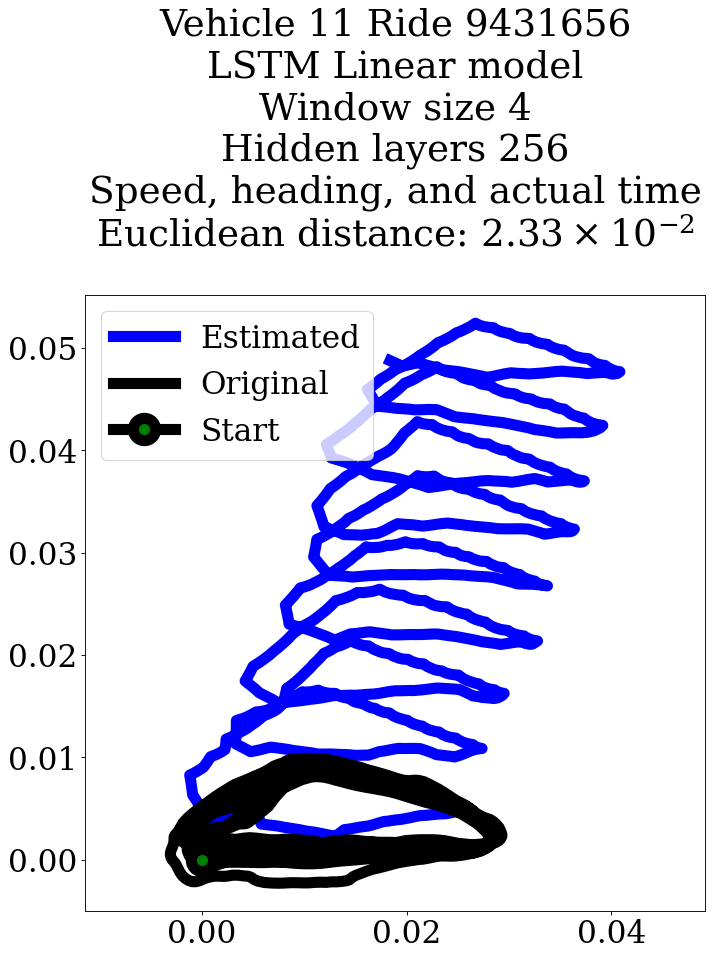 Vehicle 11 Ride 9431656
LSTM Linear model
Window size 4
Hidden layers 256
Speed, heading, and actual time
Euclidean distance: 2.33 × 10⁻²
Estimated
Original
Start
0.05
0.04
0.03
0.02
0.01
0.00
0.00 0.02 0.04